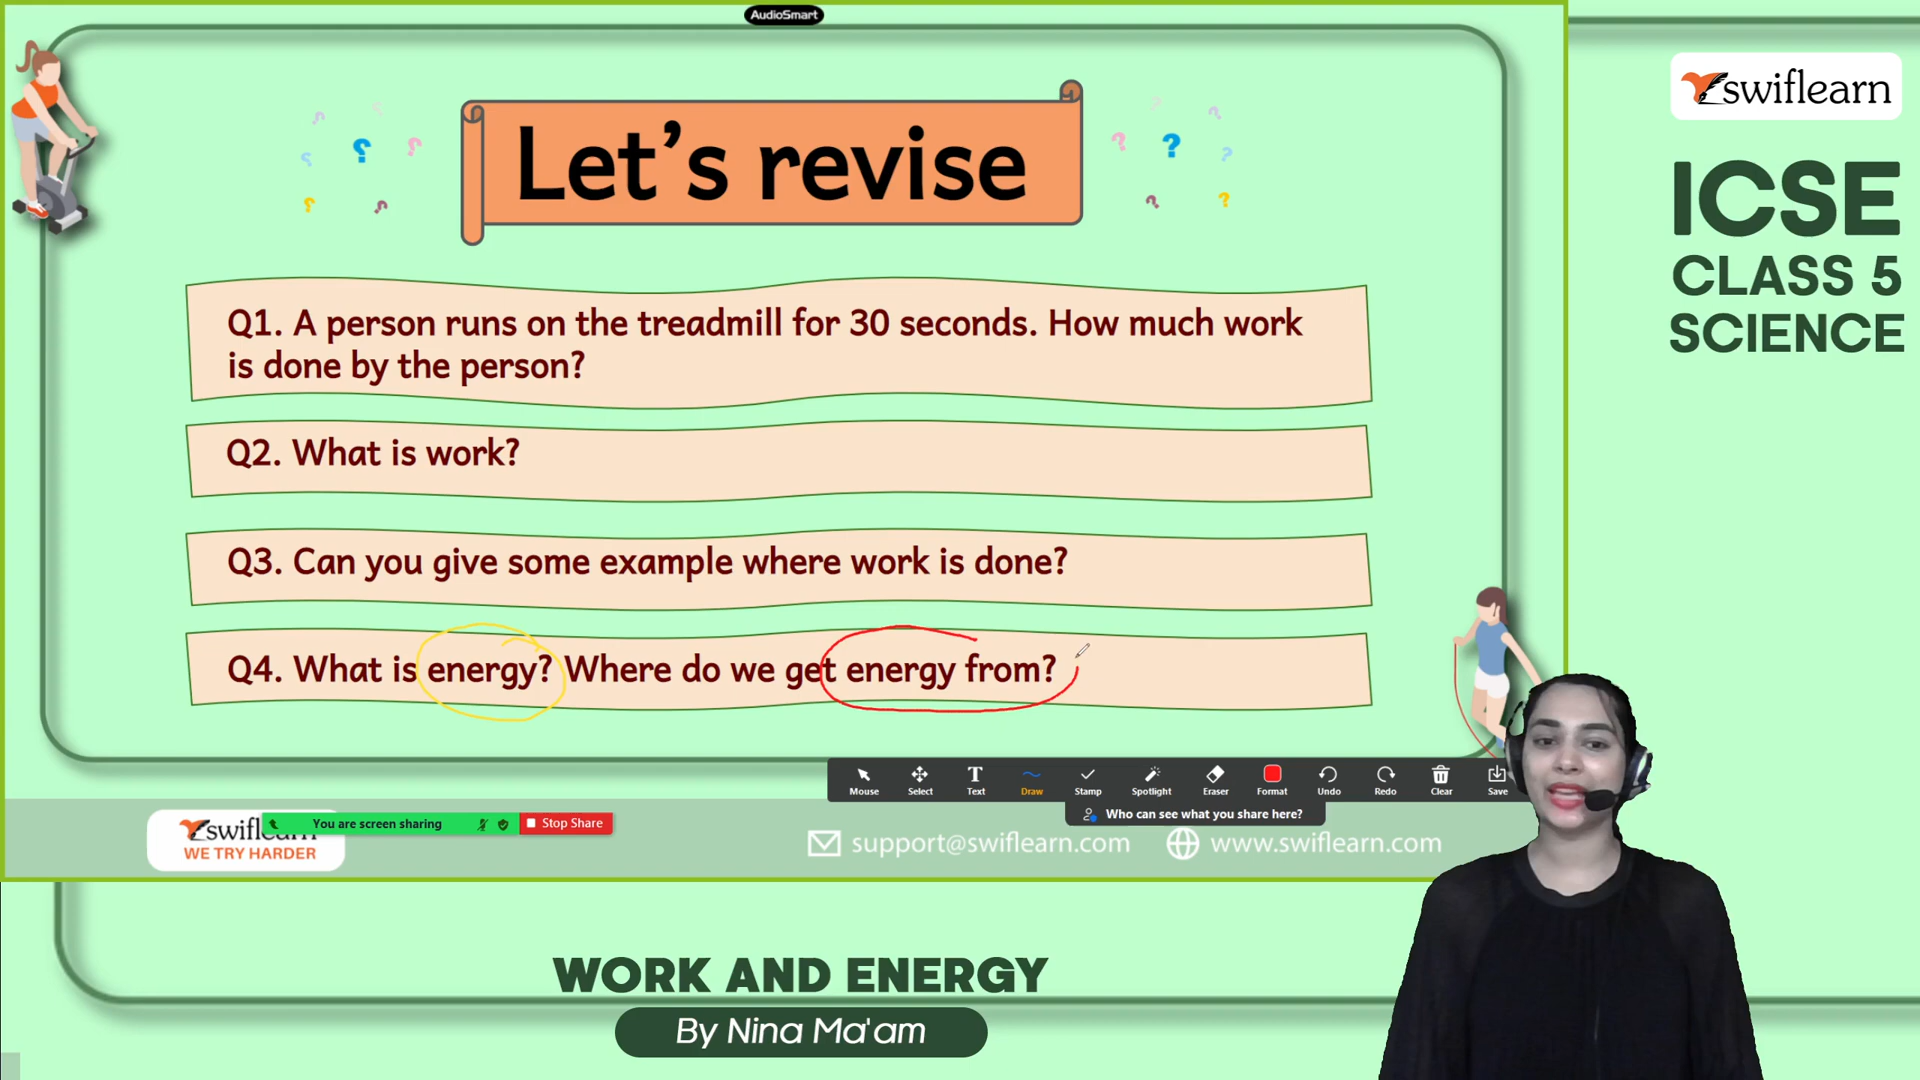 AudioSmart
Let's revise
Q1. A person runs on the treadmill for 30 seconds. How much work
is done by the person?
Q2. What is work?
Q3. Can you give some example where work is done?
Q4. What is energy? Where do we get energy from?
swiflearn
ICSE
CLASS 5
SCIENCE
Mouse
Select
Text
Draw
Stamp
Spotlight
Eraser
Format
Undo
Redo
Clear
Save
Who can see what you share here?
You are screen sharing
Stop Share
swiflearn
WE TRY HARDER
support@swiflearn.com
www.swiflearn.com
WORK AND ENERGY
By Nina Ma'am